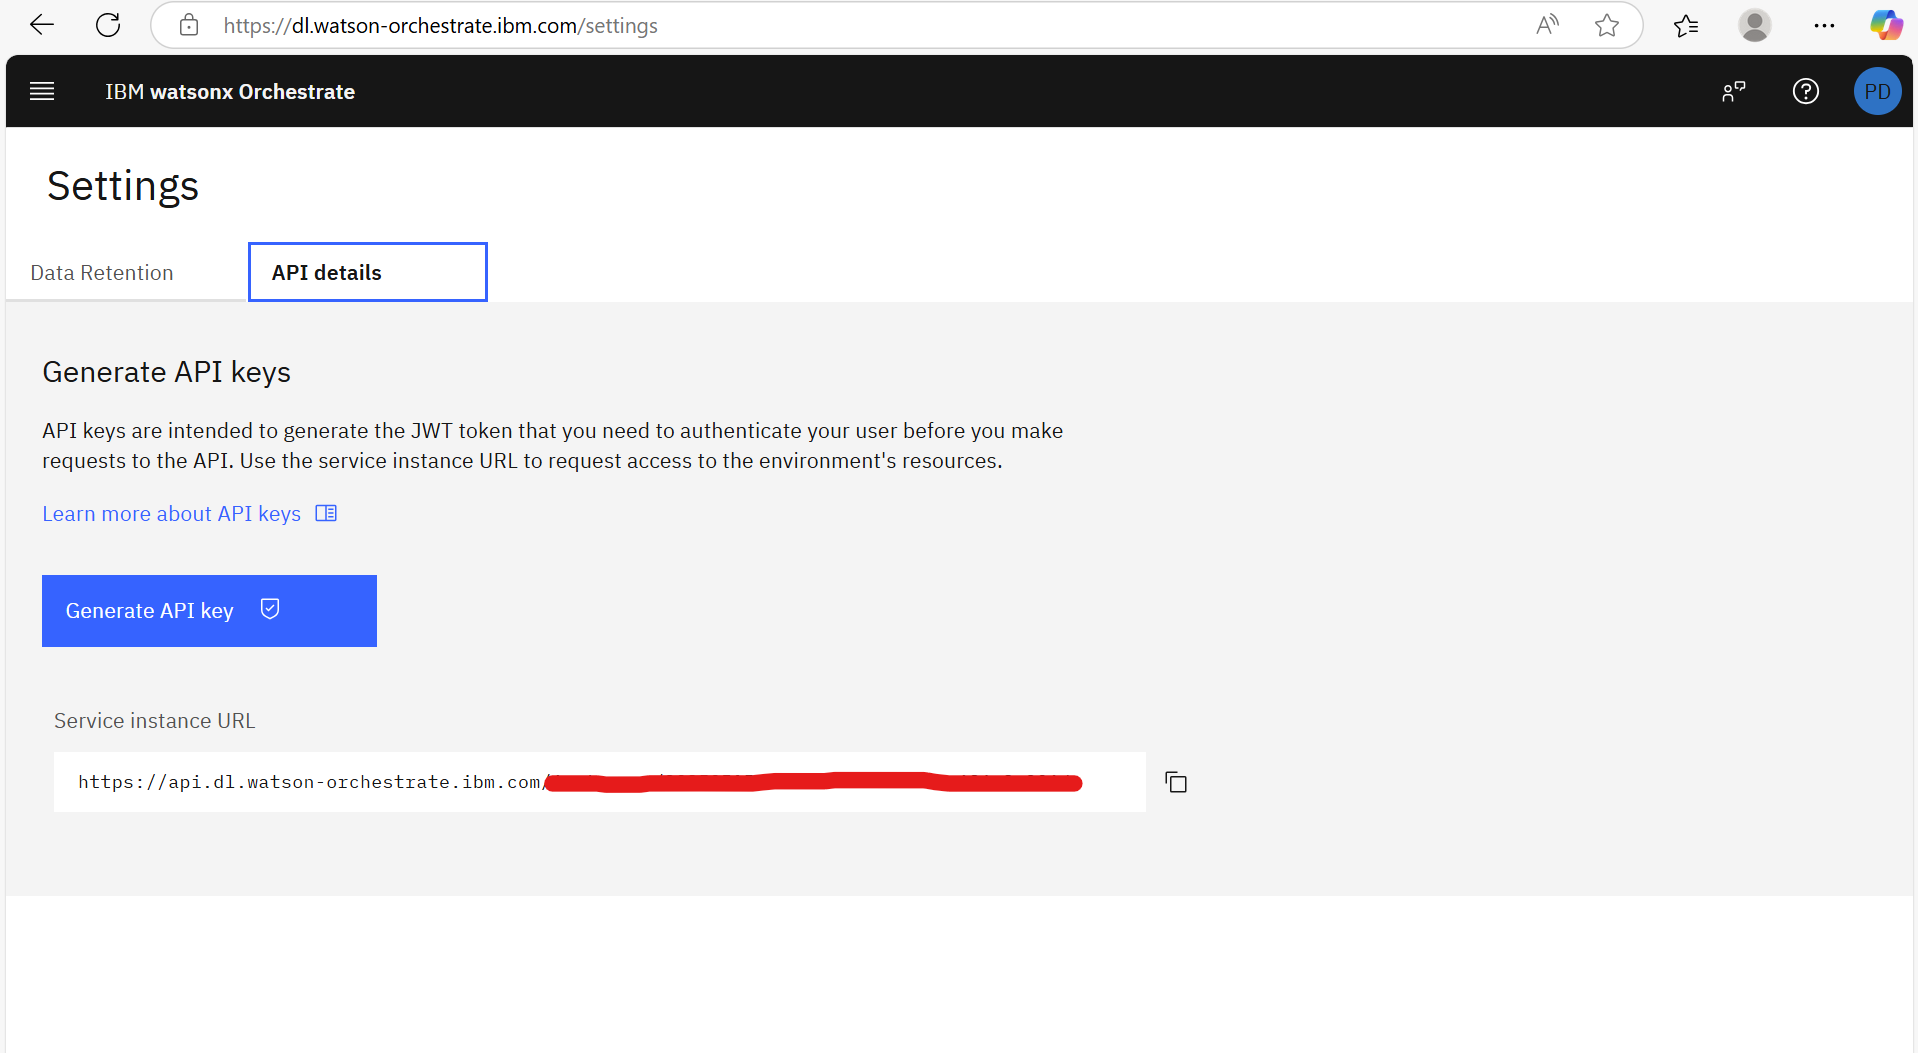 https://dl.watson-orchestrate.ibm.com/settings
IBM watsonx Orchestrate
PD
Settings
Data Retention
API details
Generate API keys
API keys are intended to generate the JWT token that you need to authenticate your user before you make
requests to the API. Use the service instance URL to request access to the environment's resources.
Learn more about API keys
Generate API key
Service instance URL
https://api.dl.watson-orchestrate.ibm.com/